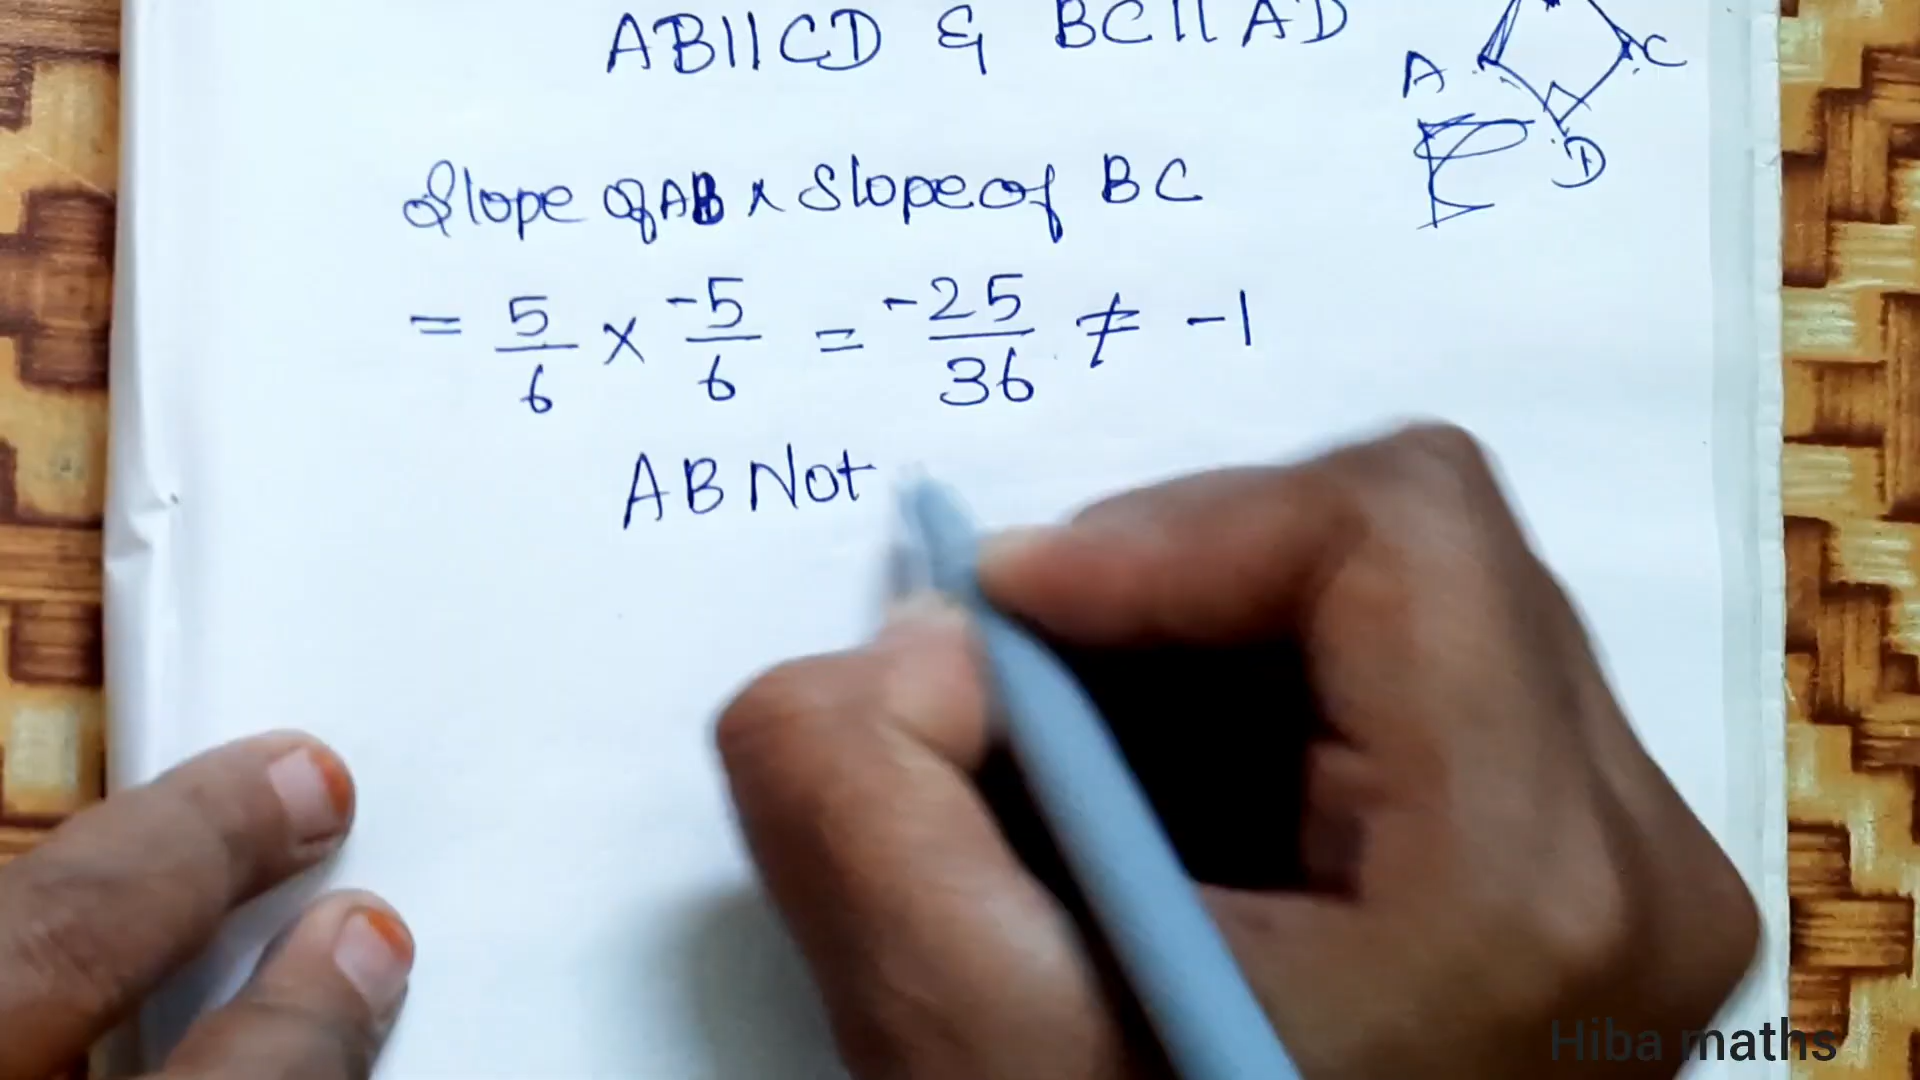 AB||CD & BC||AD
A
C
D
Slope of AB × Slope of BC
= 5/6 × -5/6 = -25/36 ≠ -1
AB Not
Hiba maths